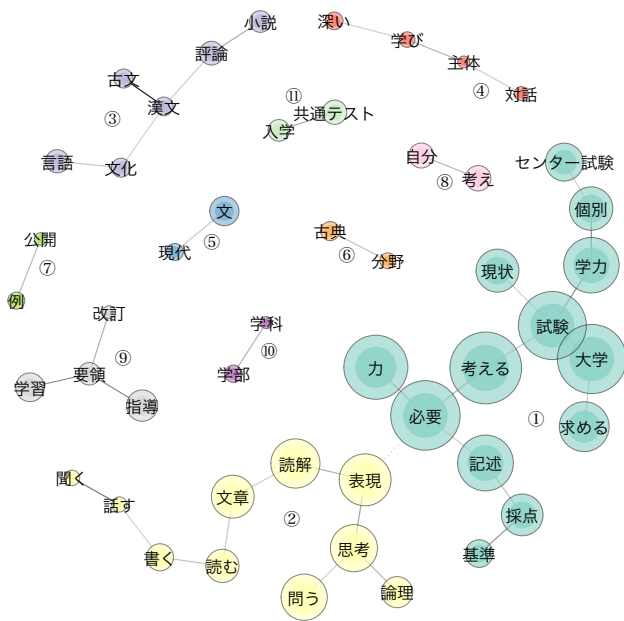 小説
深い
評論
学び
主体
古文
対話
④
漢文
⑪
共通テスト
③
入学
言語
文化
自分
センター試験
考え
⑧
文
個別
公開
現代
⑤
古典
⑥
分野
学力
⑦
現状
例
改訂
学科
試験
⑨
⑩
大学
学習
要領
学部
力
考える
指導
必要
①
求める
聞く
読解
記述
話す
文章
表現
②
採点
書く
読む
思考
基準
問う
論理